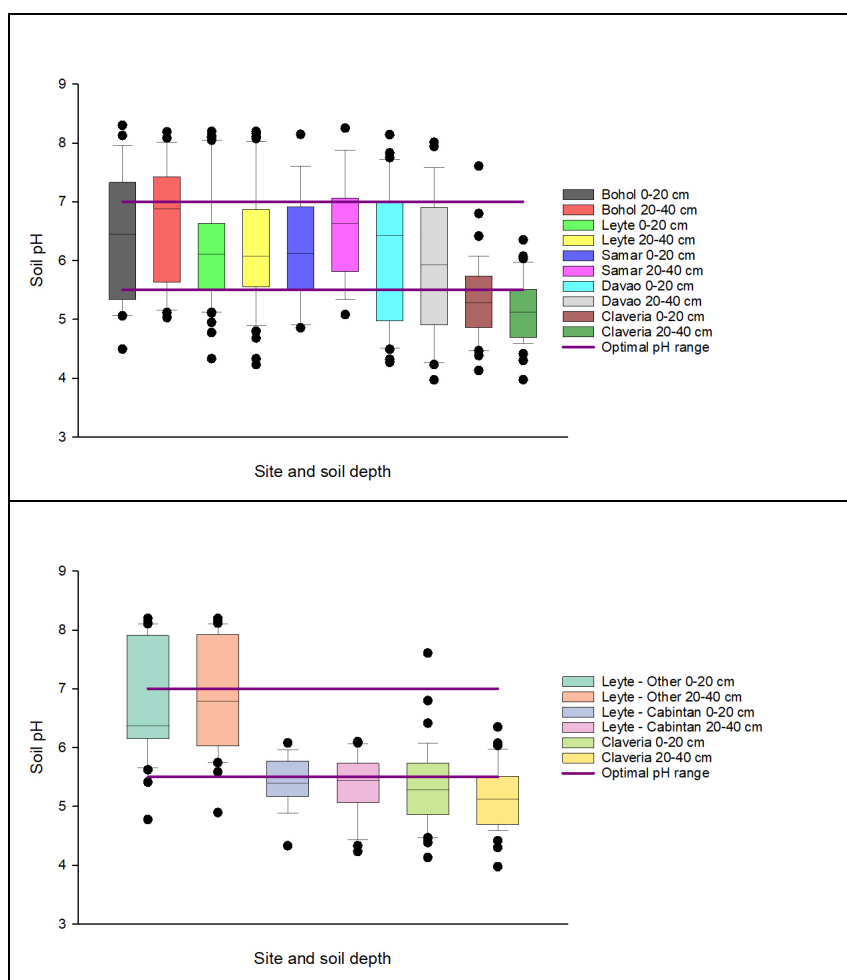 9
8
7
6
5
4
3
Soil pH
Site and soil depth
Bohol 0-20 cm
Bohol 20-40 cm
Leyte 0-20 cm
Leyte 20-40 cm
Samar 0-20 cm
Samar 20-40 cm
Davao 0-20 cm
Davao 20-40 cm
Claveria 0-20 cm
Claveria 20-40 cm
Optimal pH range
9
8
7
6
5
4
3
Soil pH
Site and soil depth
Leyte - Other 0-20 cm
Leyte - Other 20-40 cm
Leyte - Cabintan 0-20 cm
Leyte - Cabintan 20-40 cm
Claveria 0-20 cm
Claveria 20-40 cm
Optimal pH range